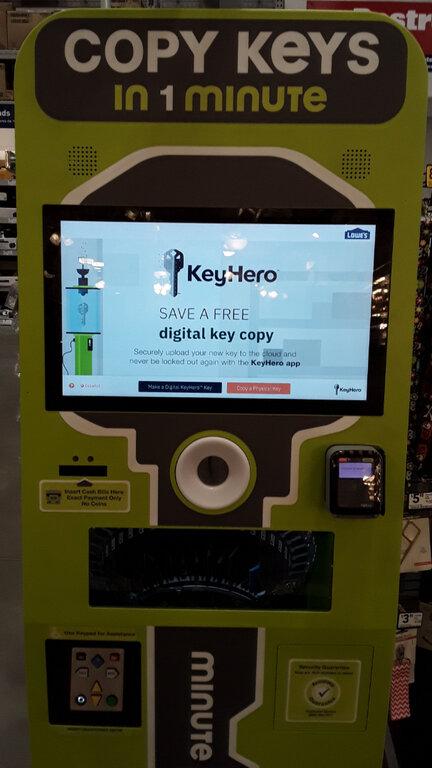 COPY KeYS
in 1 minute
Lowe's
KeyHero
SAVE A FREE
digital key copy
Securely upload your new key to the cloud and
never be locked out again with the KeyHero app
Español
Make a Digital KeyHero™ Key
Copy a Physical Key
KeyHero
Insert Cash Bills Here
Exact Payment Only
No Coins
Use Keypad for Assistance
minute
Security Guarantee